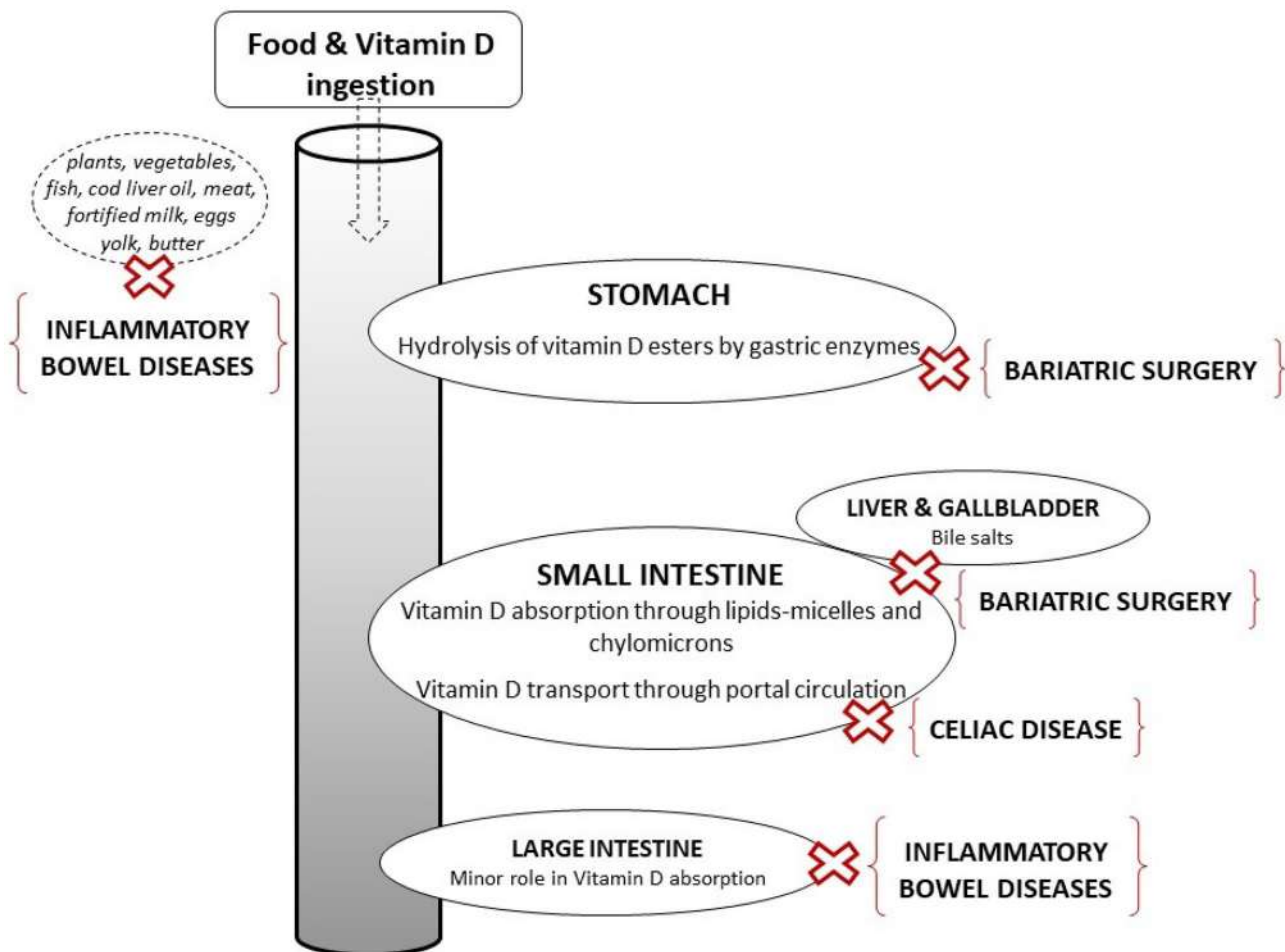 Food & Vitamin D
ingestion
plants, vegetables,
fish, cod liver oil, meat,
fortified milk, eggs
yolk, butter
INFLAMMATORY
BOWEL DISEASES
STOMACH
Hydrolysis of vitamin D esters by gastric enzymes
BARIATRIC SURGERY
LIVER & GALLBLADDER
Bile salts
BARIATRIC SURGERY
SMALL INTESTINE
Vitamin D absorption through lipids-micelles and
chylomicrons
Vitamin D transport through portal circulation
CELIAC DISEASE
LARGE INTESTINE
Minor role in Vitamin D absorption
INFLAMMATORY
BOWEL DISEASES